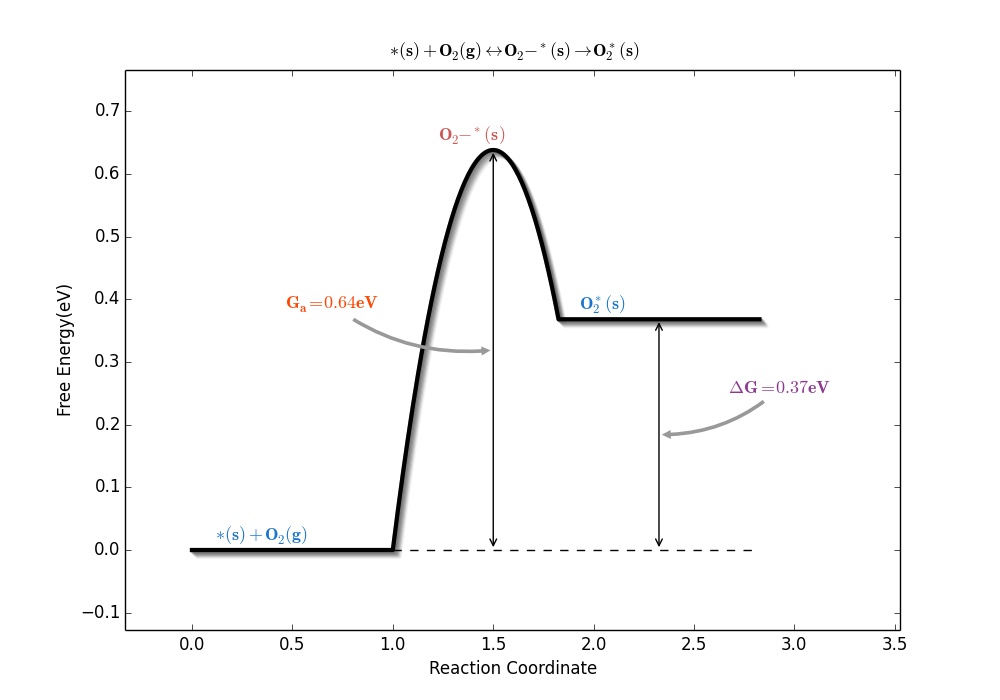 *(s) + O₂(g) ↔ O₂−*(s) → O₂*(s)
0.7
O₂−*(s)
0.6
0.5
Free Energy(eV)
0.4
Gₐ=0.64eV
O₂*(s)
0.3
ΔG=0.37eV
0.2
0.1
*(s) + O₂(g)
0.0
−0.1
0.0 0.5 1.0 1.5 2.0 2.5 3.0 3.5
Reaction Coordinate